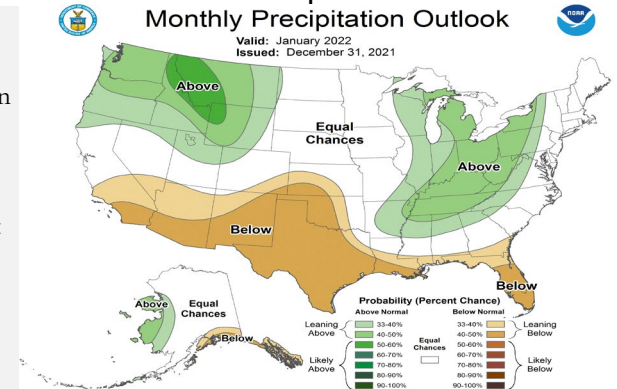 Monthly Precipitation Outlook
NOAA
Valid: January 2022
Issued: December 31, 2021
Above
Equal
Chances
Above
Below
Below
Above
Equal
Chances
Below
Probability (Percent Chance)
Above Normal Below Normal
Leaning
Above
33-40%
40-50%
Likely
Above
50-60%
60-70%
70-80%
80-90%
90-100%
Equal
Chances
33-40%
40-50%
Leaning
Below
50-60%
60-70%
70-80%
80-90%
90-100%
Likely
Below